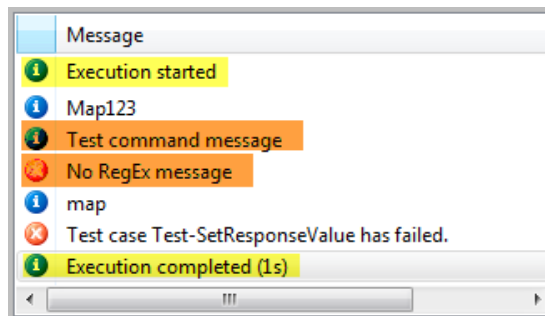 Message
Execution started
Map123
Test command message
No RegEx message
map
Test case Test-SetResponseValue has failed.
Execution completed (1s)